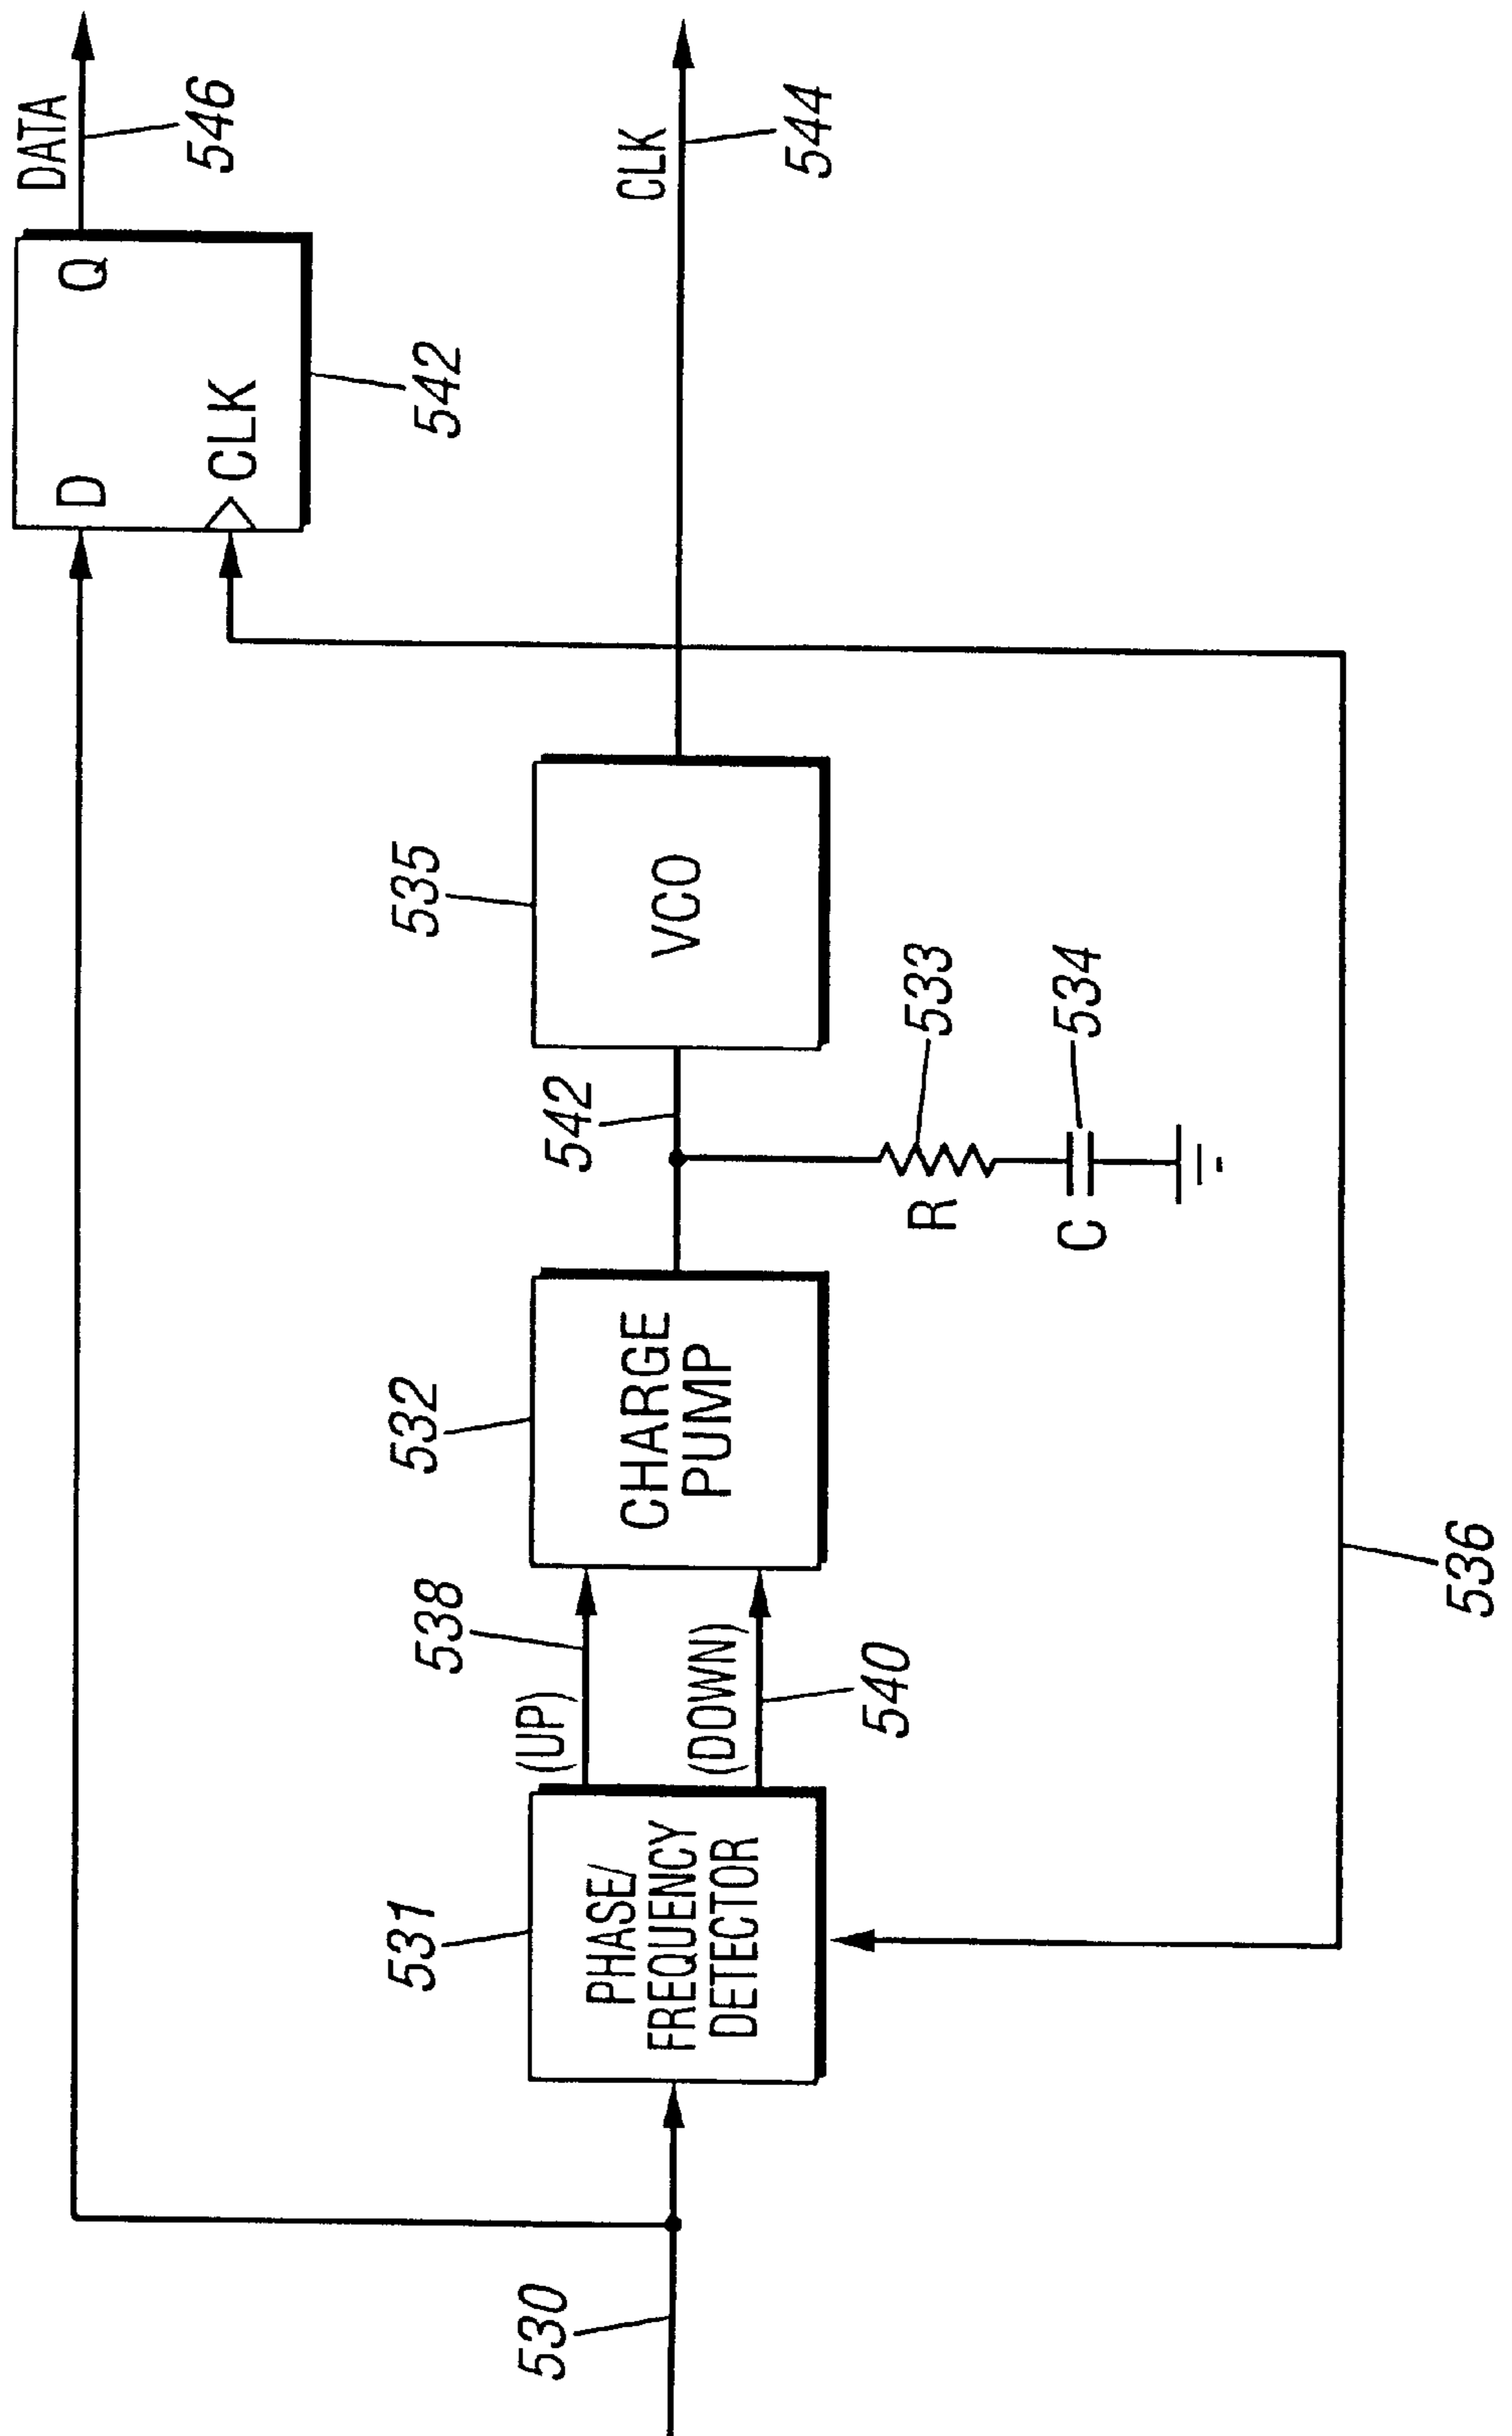 DATA
546
D
Q
CLK
542
CLK
544
535
VCO
542
533
R
534
C
532
CHARGE
PUMP
538
(UP)
(DOWN)
540
531
PHASE/
FREQUENCY
DETECTOR
530
536